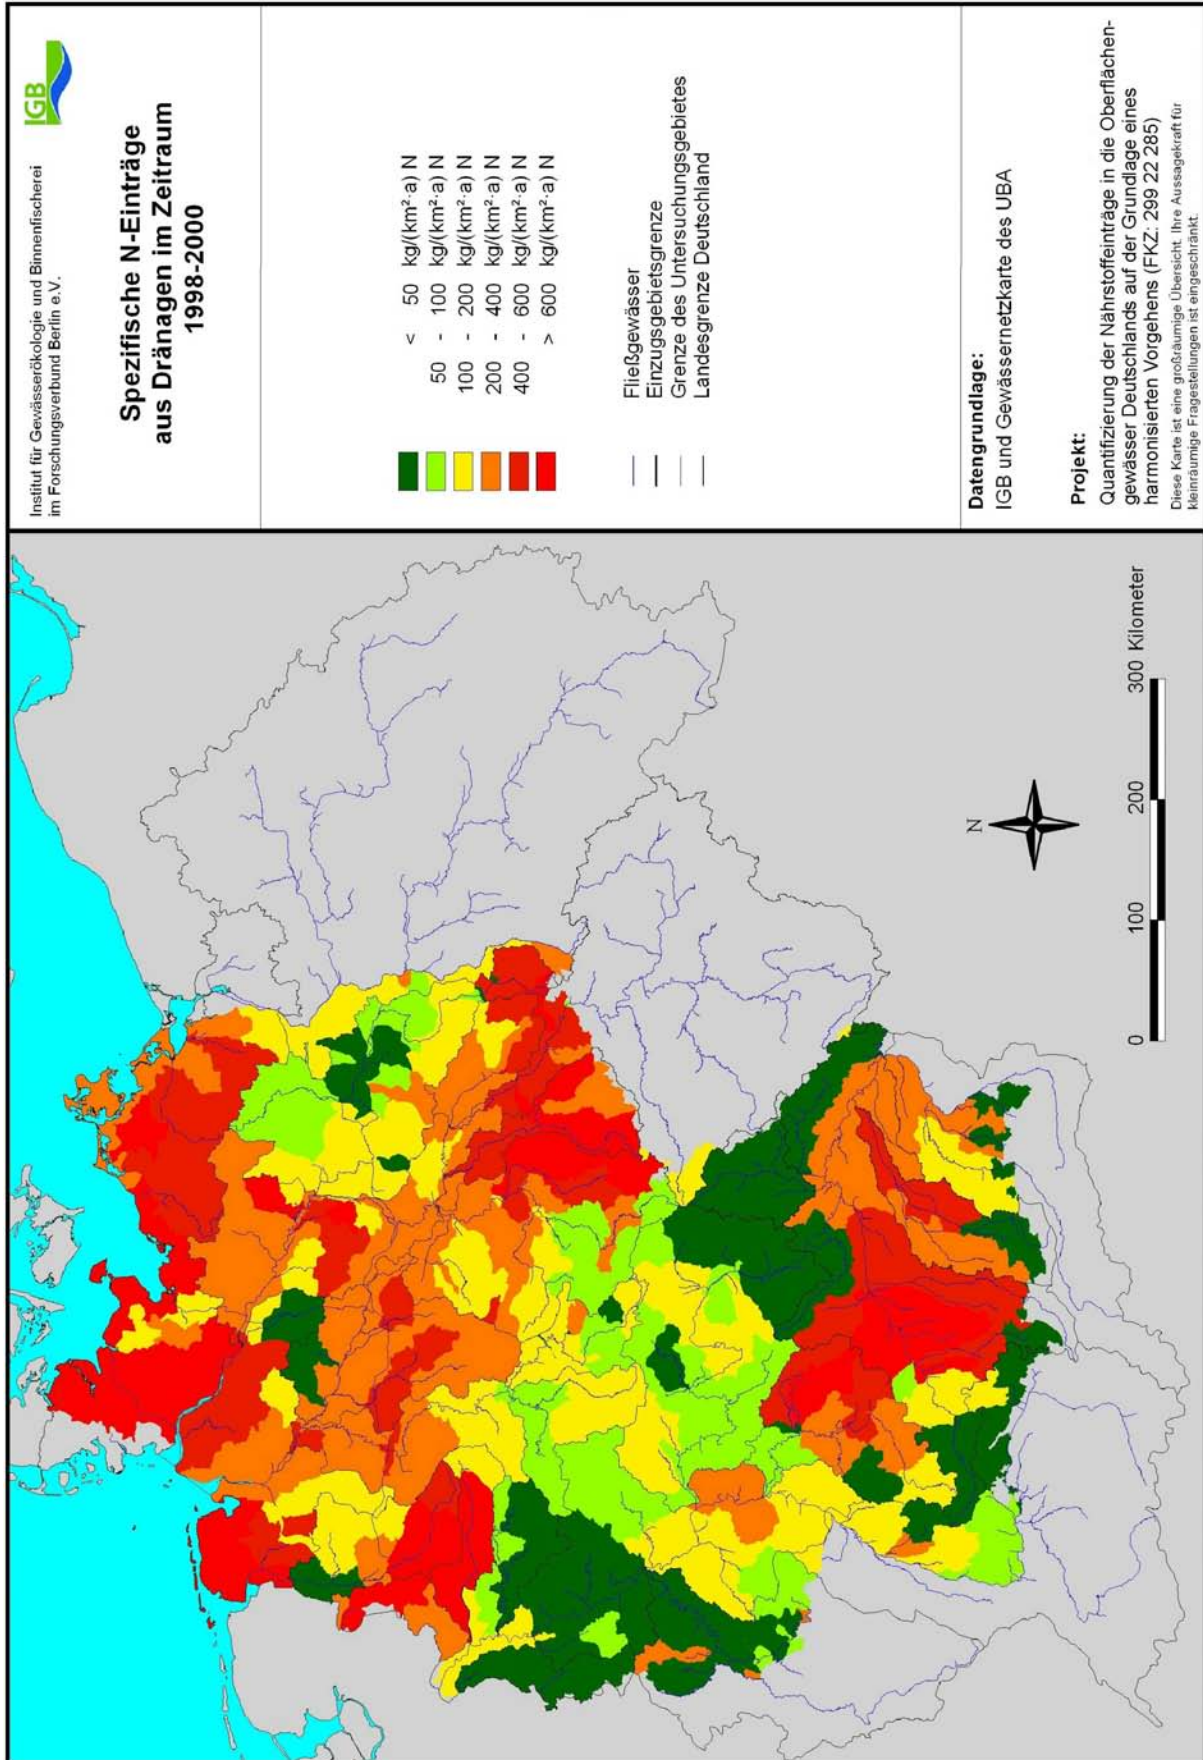 Institut für Gewässerökologie und Binnenfischerei
im Forschungsverbund Berlin e.V.
IGB
Spezifische N-Einträge
aus Dränagen im Zeitraum
1998-2000
< 50 kg/(km²·a) N
50 - 100 kg/(km²·a) N
100 - 200 kg/(km²·a) N
200 - 400 kg/(km²·a) N
400 - 600 kg/(km²·a) N
> 600 kg/(km²·a) N
Fließgewässer
Einzugsgebietsgrenze
Grenze des Untersuchungsgebietes
Landesgrenze Deutschland
Datengrundlage:
IGB und Gewässernetzkarte des UBA
Projekt:
Quantifizierung der Nährstoffeinträge in die Oberflächen-
gewässer Deutschlands auf der Grundlage eines
harmonisierten Vorgehens (FKZ: 299 22 285)
Diese Karte ist eine großräumige Übersicht. Ihre Aussagekraft für
kleinräumige Fragestellungen ist eingeschränkt.
N
0 100 200 300 Kilometer